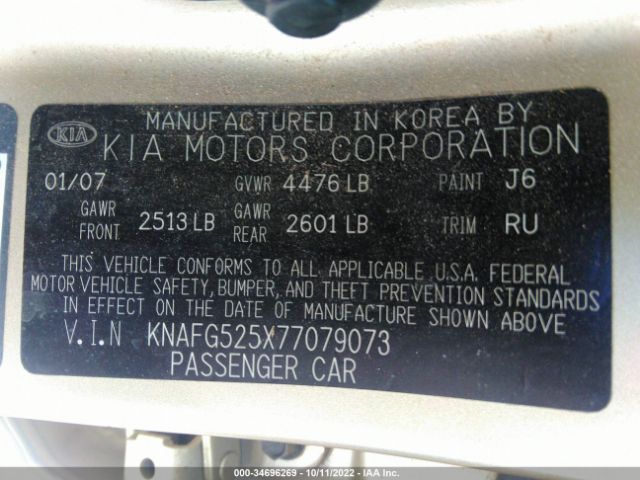 MANUFACTURED IN KOREA BY
KIA KIA MOTORS CORPORATION
01/07 GVWR 4476 LB PAINT J6
GAWR FRONT 2513 LB GAWR REAR 2601 LB TRIM RU
THIS VEHICLE CONFORMS TO ALL APPLICABLE U.S.A. FEDERAL
MOTOR VEHICLE SAFETY, BUMPER, AND THEFT PREVENTION STANDARDS
IN EFFECT ON THE DATE OF MANUFACTURE SHOWN ABOVE
V.I.N KNAFG525X77079073
PASSENGER CAR
000-34696269 - 10/11/2022 - IAA Inc.